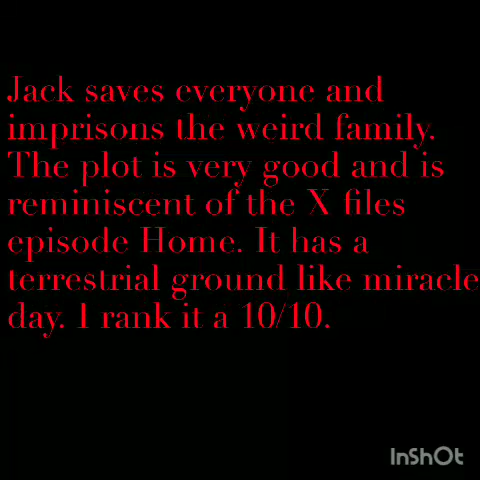 Jack saves everyone and
imprisons the weird family.
The plot is very good and is
reminiscent of the X files
episode Home. It has a
terrestrial ground like miracle
day. I rank it a 10/10.
InShOt